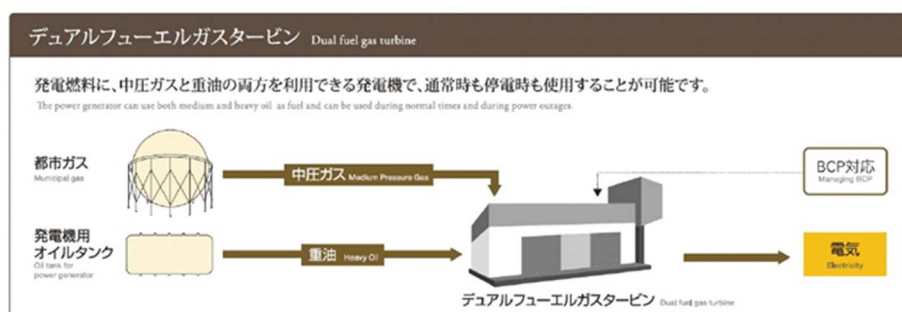 デュアルフューエルガスタービン Dual fuel gas turbine
発電燃料に、中圧ガスと重油の両方を利用できる発電機で、通常時も停電時も使用することが可能です。
The power generator can use both medium and heavy oil as fuel and can be used during normal times and during power outages.
都市ガス
Municipal gas
中圧ガス Medium Pressure Gas
BCP対応
Managing BCP
発電機用
オイルタンク
Oil tank for
power generator
重油 Heavy Oil
電気
Electricity
デュアルフューエルガスタービン Dual fuel gas turbine